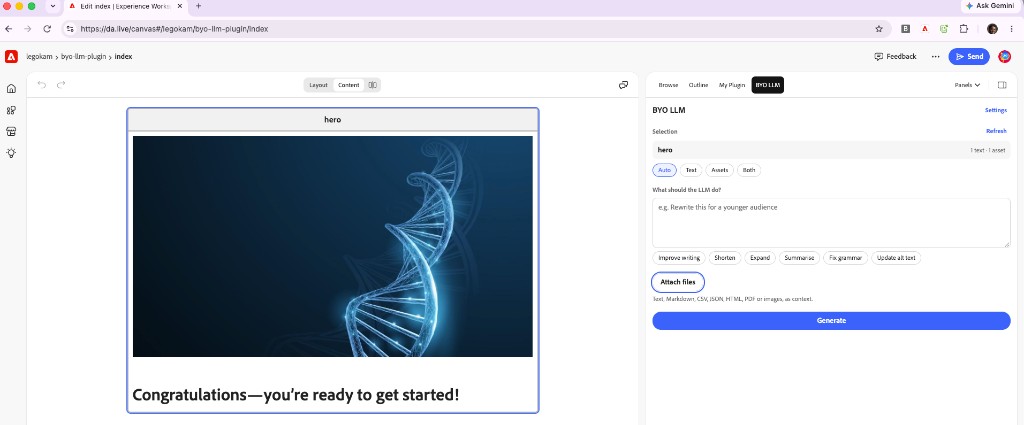 Edit index | Experience Works
Ask Gemini
https://da.live/canvas#/legokam/byo-llm-plugin/index
legokam › byo-llm-plugin › index
Feedback
Send
Layout
Content
Browse
Outline
My Plugin
BYO LLM
Panels
hero
Congratulations—you're ready to get started!
BYO LLM
Settings
Selection
Refresh
hero
1 text · 1 asset
Auto
Text
Assets
Both
What should the LLM do?
e.g. Rewrite this for a younger audience
Improve writing
Shorten
Expand
Summarise
Fix grammar
Update alt text
Attach files
Text, Markdown, CSV, JSON, HTML, PDF or images, as context.
Generate